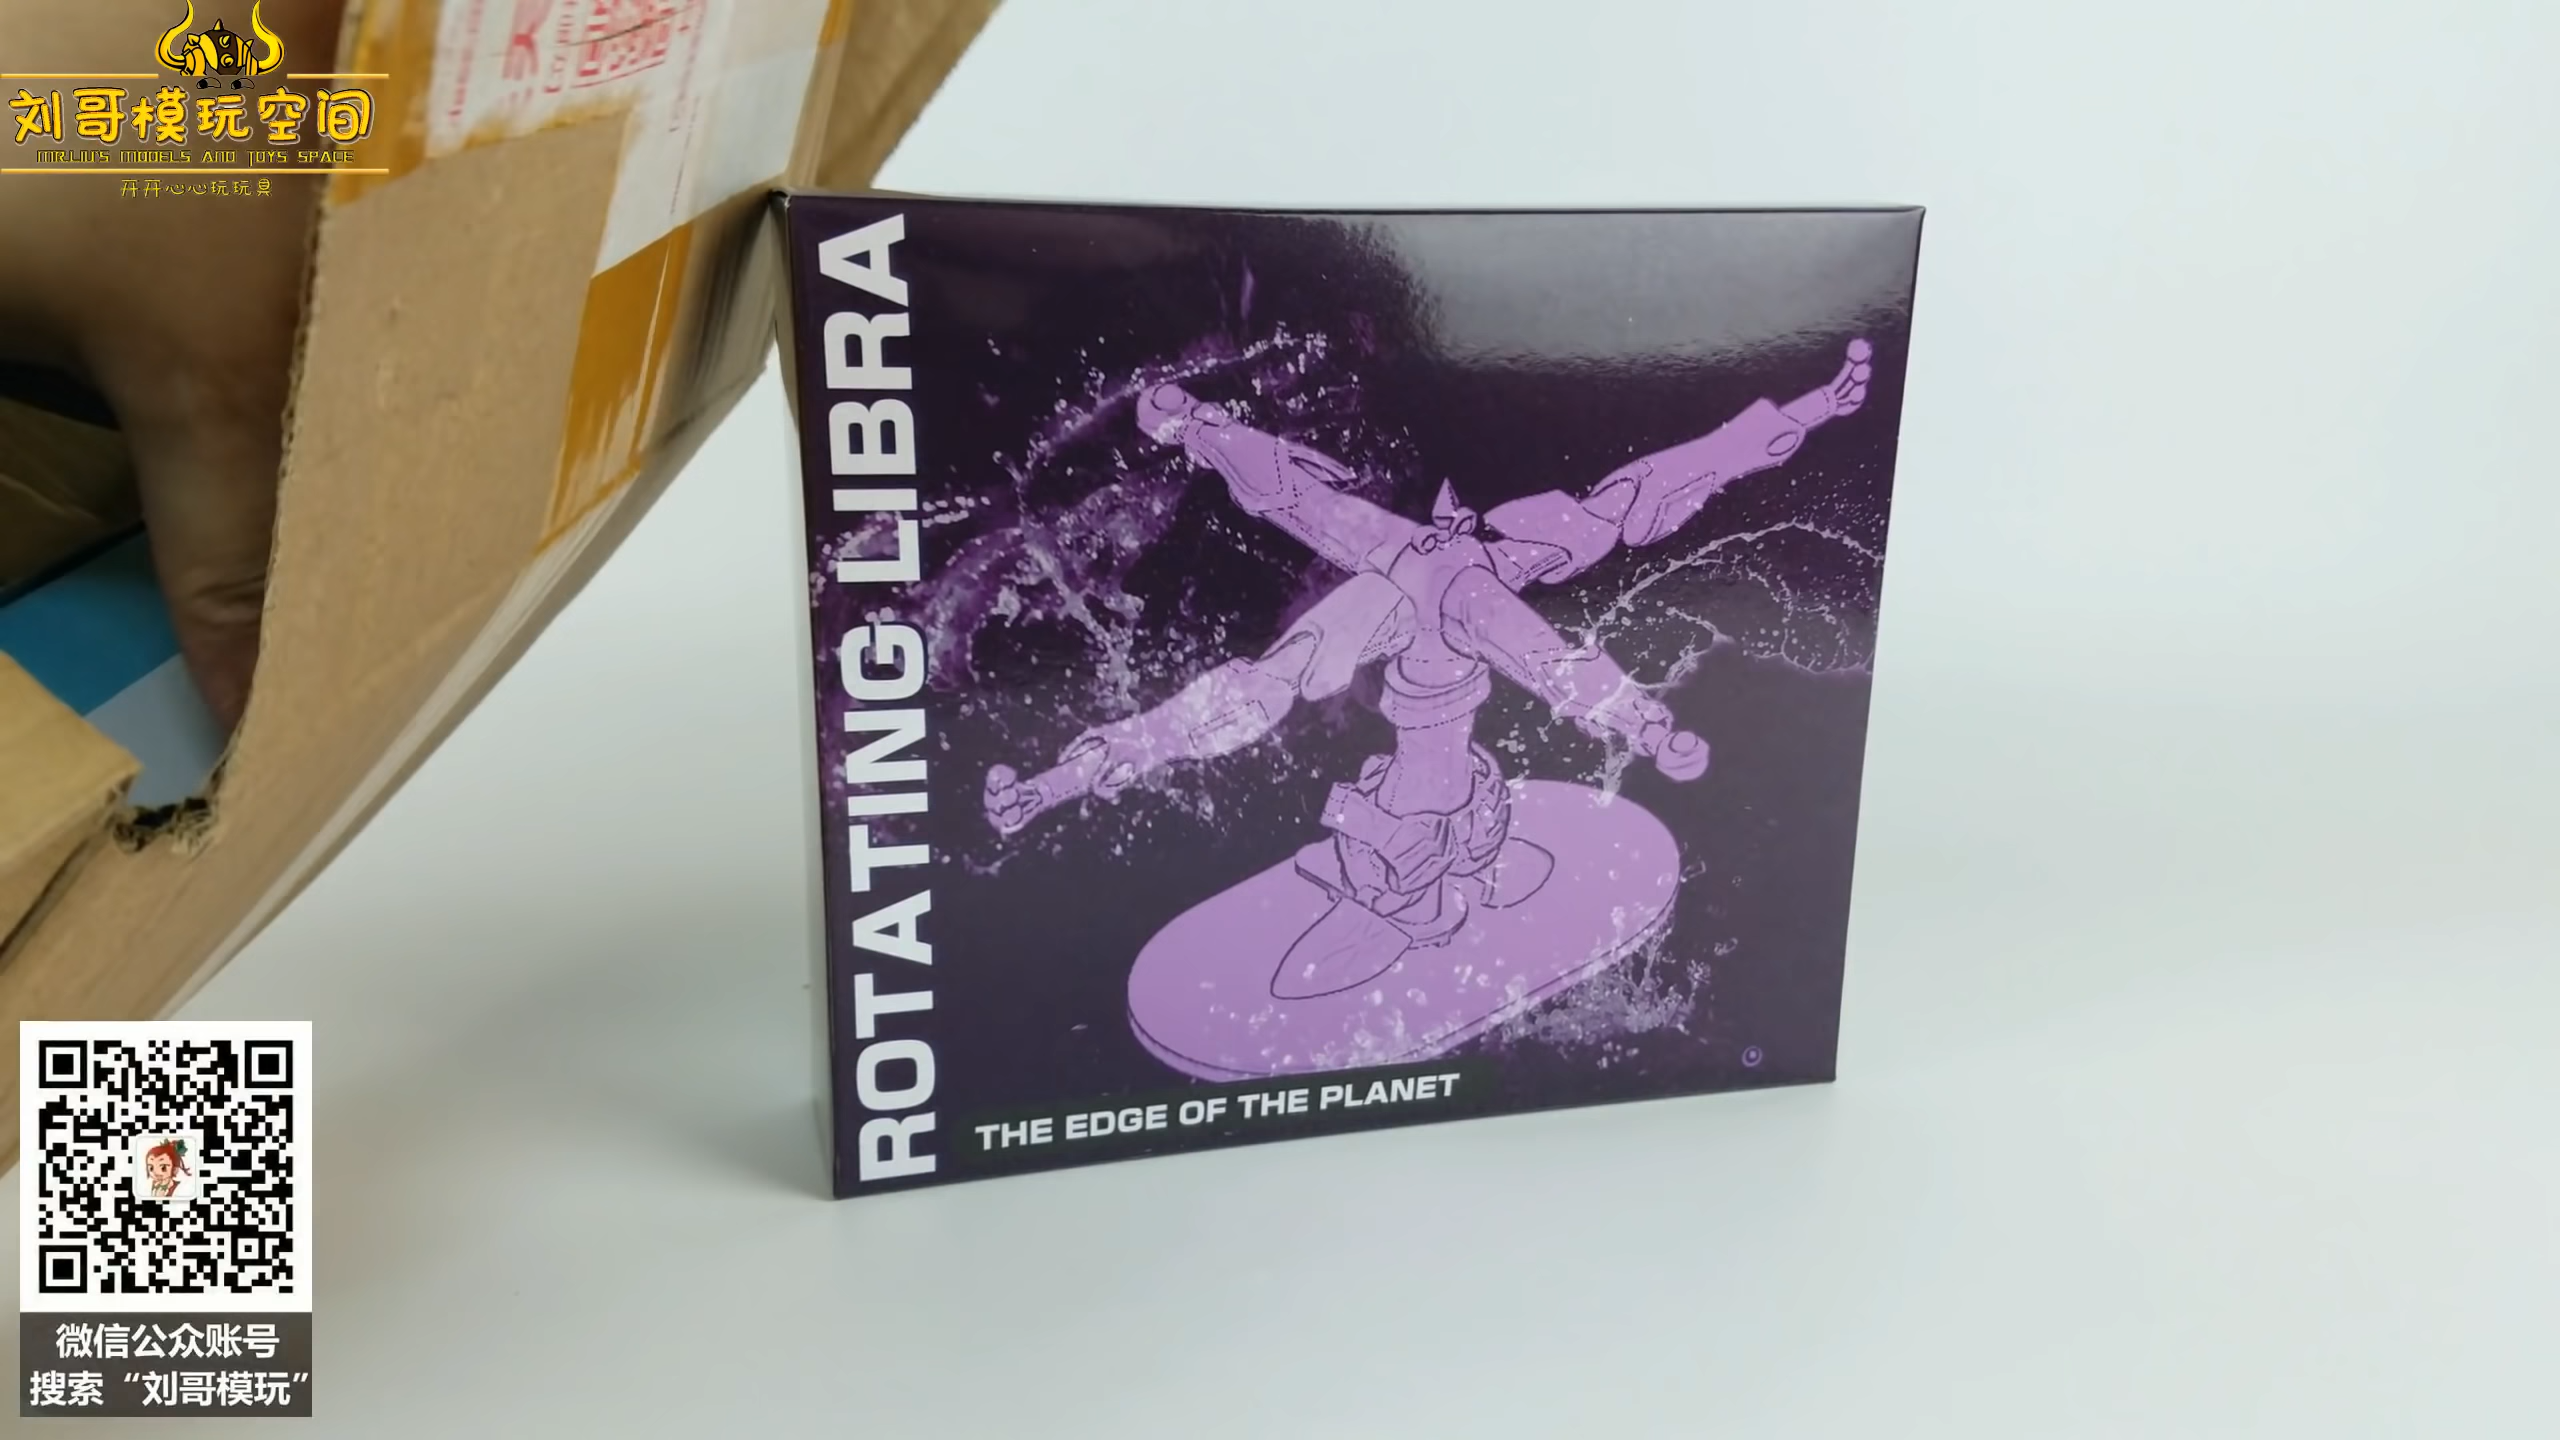 刘哥模玩空间
MR.LIU'S MODELS AND TOYS SPACE
开开心心玩玩具
ROTATING LIBRA
THE EDGE OF THE PLANET
微信公众账号
搜索“刘哥模玩”